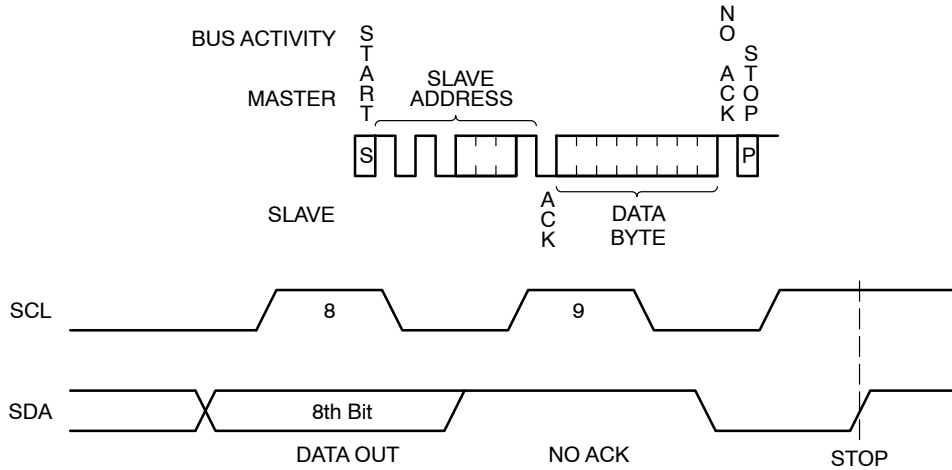 BUS ACTIVITY
MASTER
START
SLAVE
ADDRESS
NO ACK
STOP
S
P
SLAVE
ACK
DATA
BYTE
SCL
8
9
SDA
8th Bit
DATA OUT
NO ACK
STOP